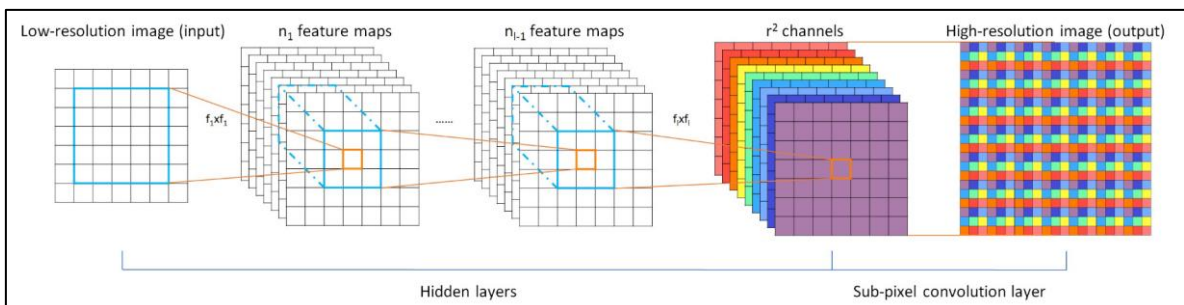 Low-resolution image (input)
n₁ feature maps
nₗ₋₁ feature maps
r² channels
High-resolution image (output)
f₁xf₁
......
fₗxfₗ
Hidden layers
Sub-pixel convolution layer